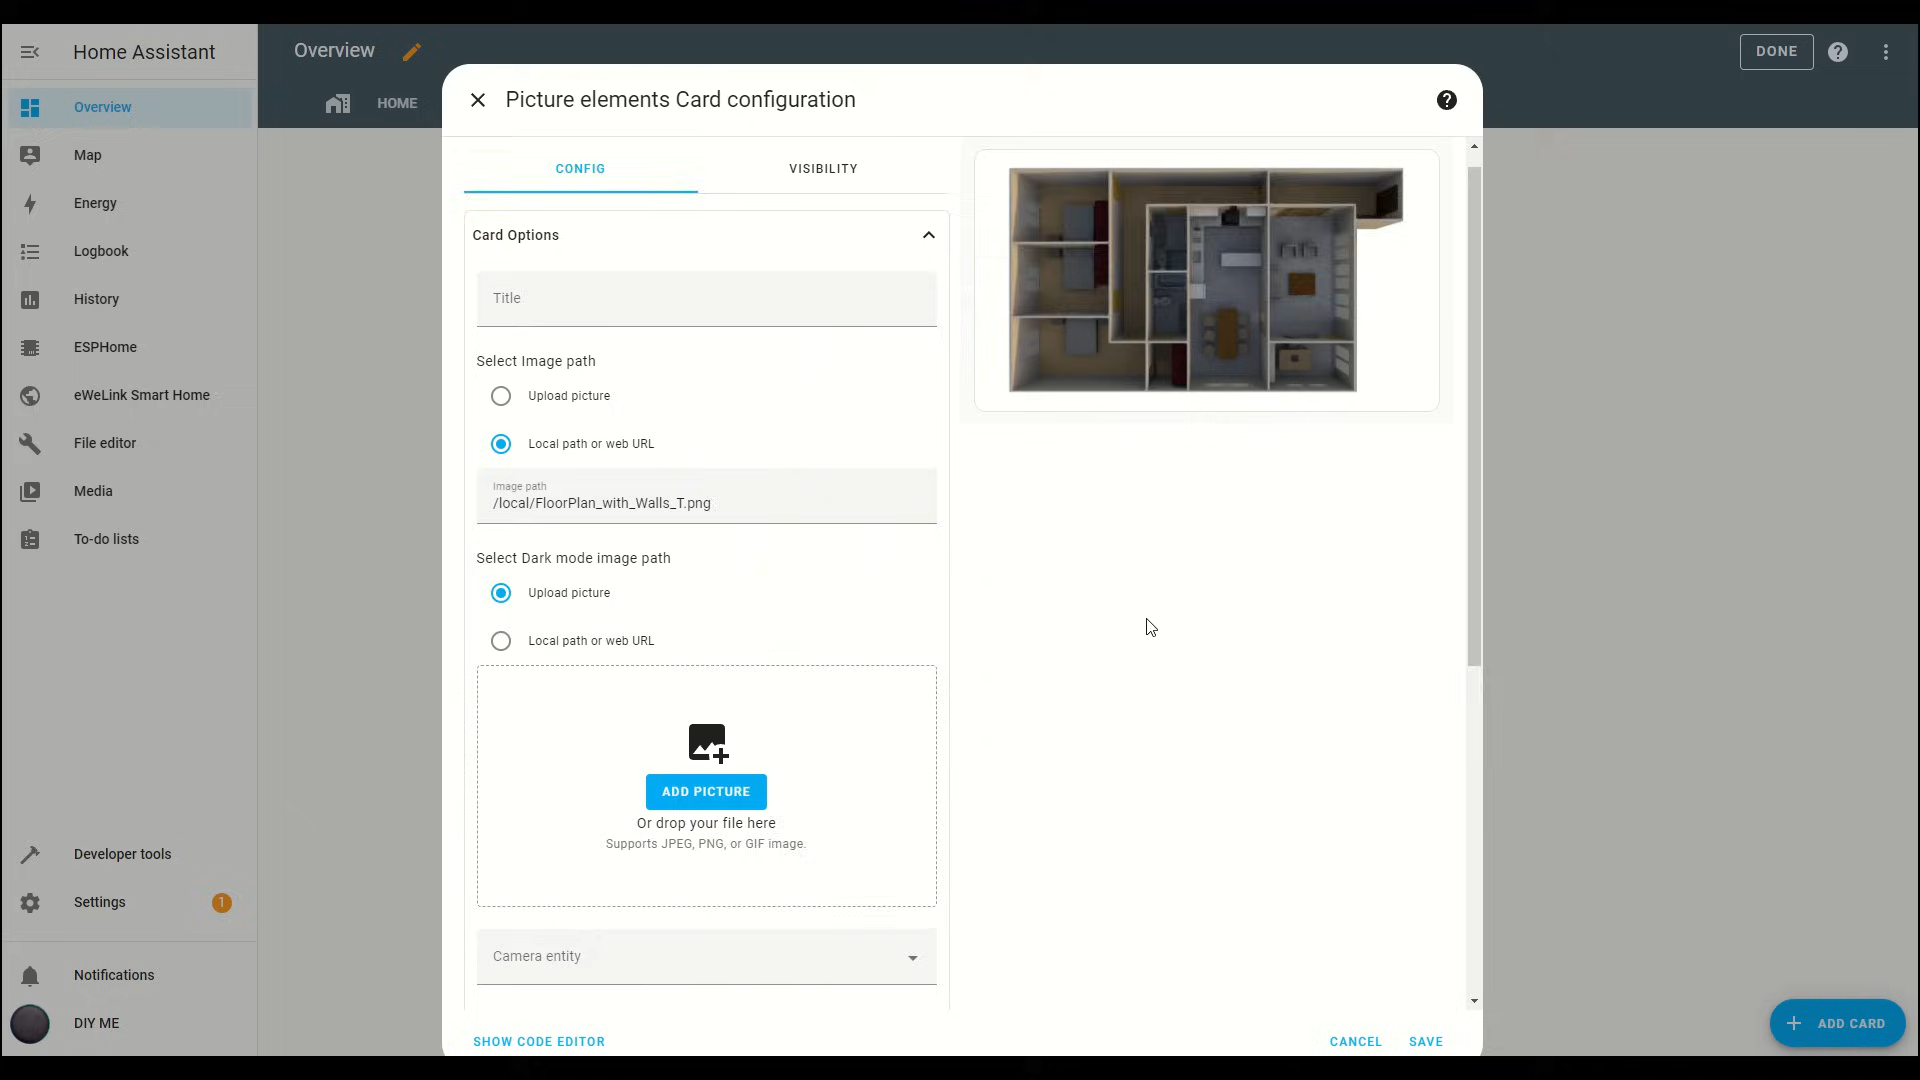 Home Assistant
Overview
Map
Energy
Logbook
History
ESPHome
eWeLink Smart Home
File editor
Media
To-do lists
Developer tools
Settings
1
Notifications
DIY ME
Overview
DONE
HOME
Picture elements Card configuration
CONFIG
VISIBILITY
Card Options
Title
Select Image path
Upload picture
Local path or web URL
Image path
/local/FloorPlan_with_Walls_T.png
Select Dark mode image path
Upload picture
Local path or web URL
ADD PICTURE
Or drop your file here
Supports JPEG, PNG, or GIF image.
Camera entity
SHOW CODE EDITOR
CANCEL
SAVE
ADD CARD